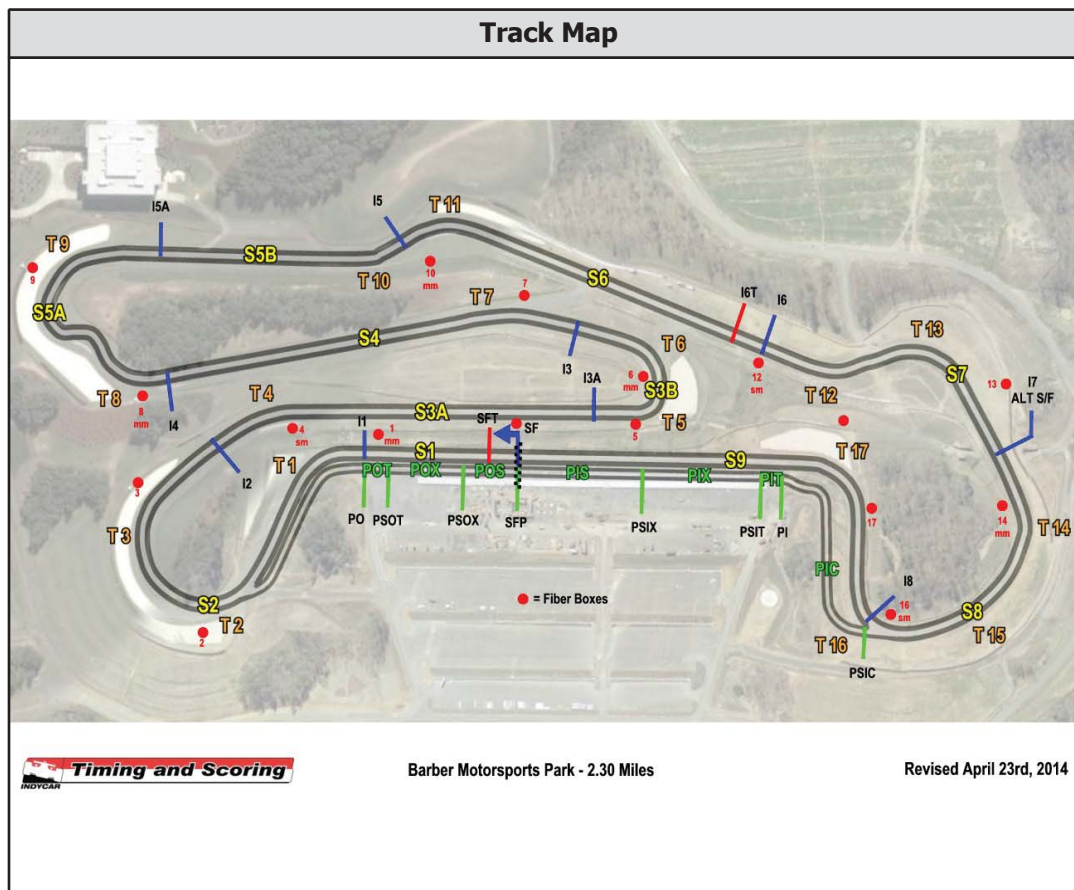 Track Map
I5A
I5
T 11
T 9
S5B
T 10
10
mm
9
S5A
T 7
7
S6
I6T
I6
T 13
S4
T 6
I3
6
mm
S3B
12
sm
S7
13
I7
ALT S/F
T 8
8
mm
I4
T 4
4
sm
I3A
S3A
5
T 5
T 12
T 17
I1
1
mm
SFT
SF
I2
T 1
S1
S9
POT
POX
POS
PIS
PIX
PIT
3
PO
PSOT
PSOX
SFP
PSIX
PSIT
PI
17
14
mm
T 14
T 3
PIC
S2
T 2
2
= Fiber Boxes
I8
16
sm
S8
T 15
T 16
PSIC
INDYCAR
Timing and Scoring
Barber Motorsports Park - 2.30 Miles
Revised April 23rd, 2014